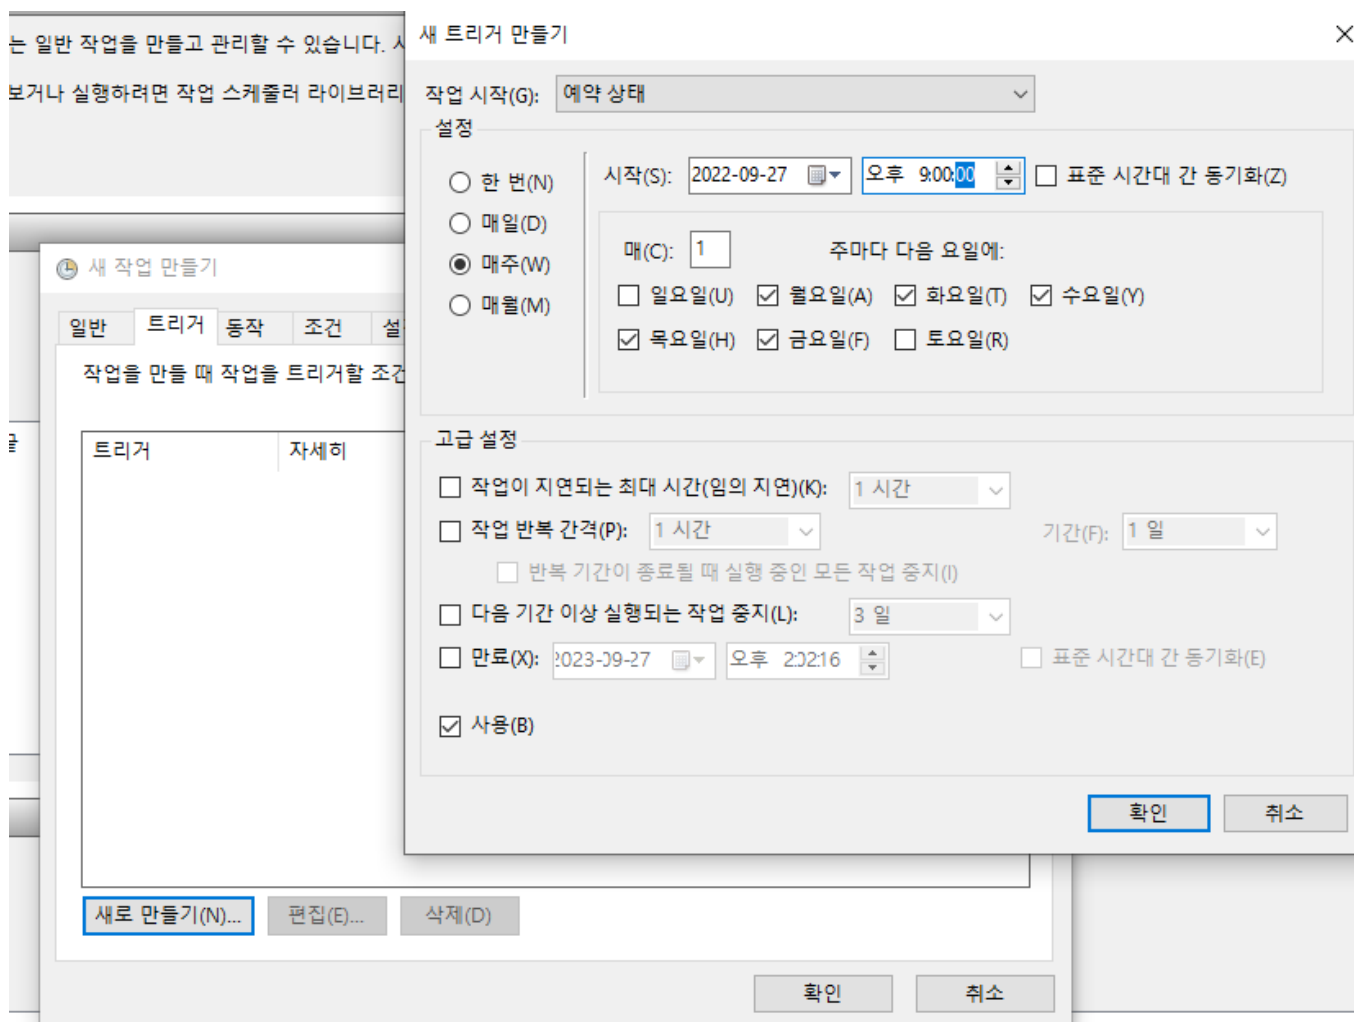 는 일반 작업을 만들고 관리할 수 있습니다.
보거나 실행하려면 작업 스케줄러 라이브러리
새 트리거 만들기
작업 시작(G): 예약 상태
설정
한 번(N)
매일(D)
매주(W)
매월(M)
시작(S): 2022-09-27 오후 9:00:00 표준 시간대 간 동기화(Z)
매(C): 1 주마다 다음 요일에:
일요일(U) 월요일(A) 화요일(T) 수요일(Y)
목요일(H) 금요일(F) 토요일(R)
고급 설정
작업이 지연되는 최대 시간(임의 지연)(K): 1 시간
작업 반복 간격(P): 1 시간 기간(F): 1 일
반복 기간이 종료될 때 실행 중인 모든 작업 중지(I)
다음 기간 이상 실행되는 작업 중지(L): 3 일
만료(X): 2023-09-27 오후 2:02:16 표준 시간대 간 동기화(E)
사용(B)
확인 취소
새 작업 만들기
일반 트리거 동작 조건
작업을 만들 때 작업을 트리거할 조건
트리거 자세히
새로 만들기(N)... 편집(E)... 삭제(D)
확인 취소